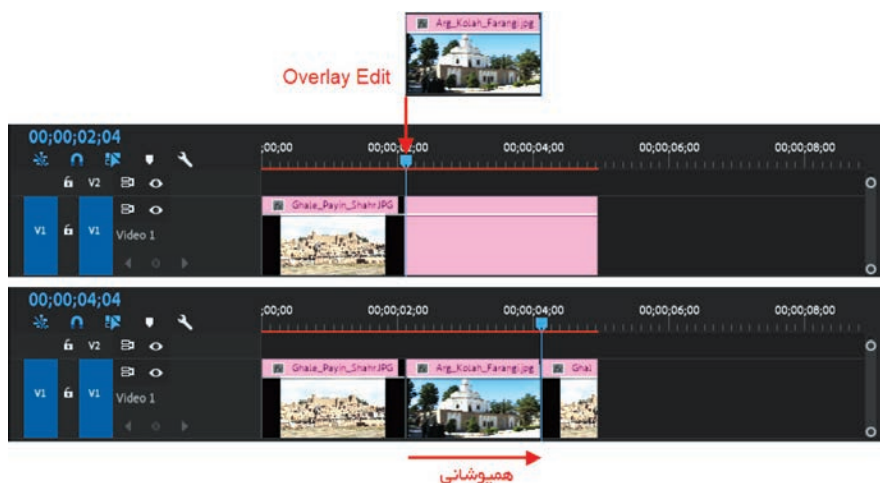 Arg_Kolah_Farangi.jpg
Overlay Edit
00;00;02;04
;00;00 00;00;02;00 00;00;04;00 00;00;06;00 00;00;08;00
V2
Ghale_Payin_Shahr.JPG
V1 V1 Video 1
00;00;04;04
;00;00 00;00;02;00 00;00;04;00 00;00;06;00 00;00;08;00
V2
Ghale_Payin_Shahr.JPG Arg_Kolah_Farangi.jpg Ghal
V1 V1 Video 1
همپوشانی